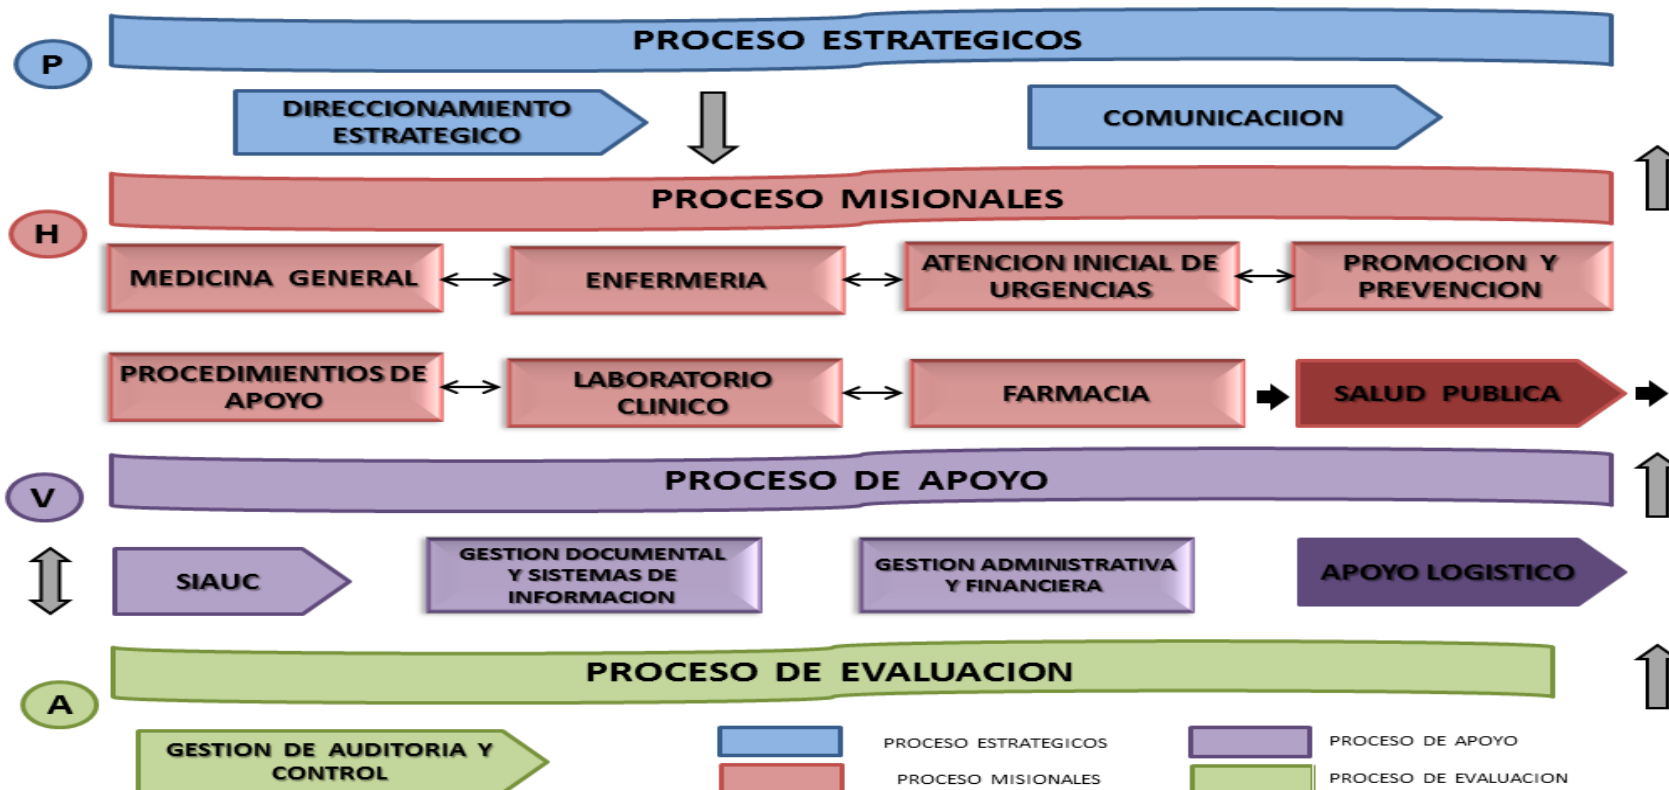 PROCESO ESTRATEGICOS
P
DIRECCIONAMIENTO
ESTRATEGICO
COMUNICACIION
PROCESO MISIONALES
H
MEDICINA GENERAL
ENFERMERIA
ATENCION INICIAL DE
URGENCIAS
PROMOCION Y
PREVENCION
PROCEDIMIENTIOS DE
APOYO
LABORATORIO
CLINICO
FARMACIA
SALUD PUBLICA
PROCESO DE APOYO
V
SIAUC
GESTION DOCUMENTAL
Y SISTEMAS DE
INFORMACION
GESTION ADMINISTRATIVA
Y FINANCIERA
APOYO LOGISTICO
PROCESO DE EVALUACION
A
GESTION DE AUDITORIA Y
CONTROL
PROCESO ESTRATEGICOS
PROCESO MISIONALES
PROCESO DE APOYO
PROCESO DE EVALUACION